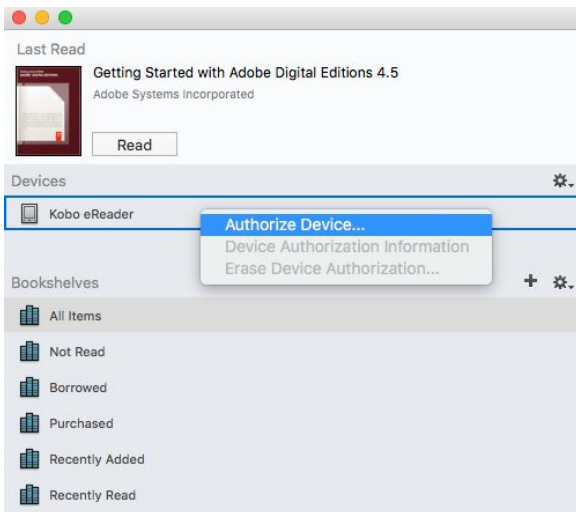 Last Read
Getting Started with Adobe Digital Editions 4.5
Adobe Systems Incorporated
Read
Devices
Kobo eReader
Authorize Device...
Device Authorization Information
Erase Device Authorization...
Bookshelves
All Items
Not Read
Borrowed
Purchased
Recently Added
Recently Read